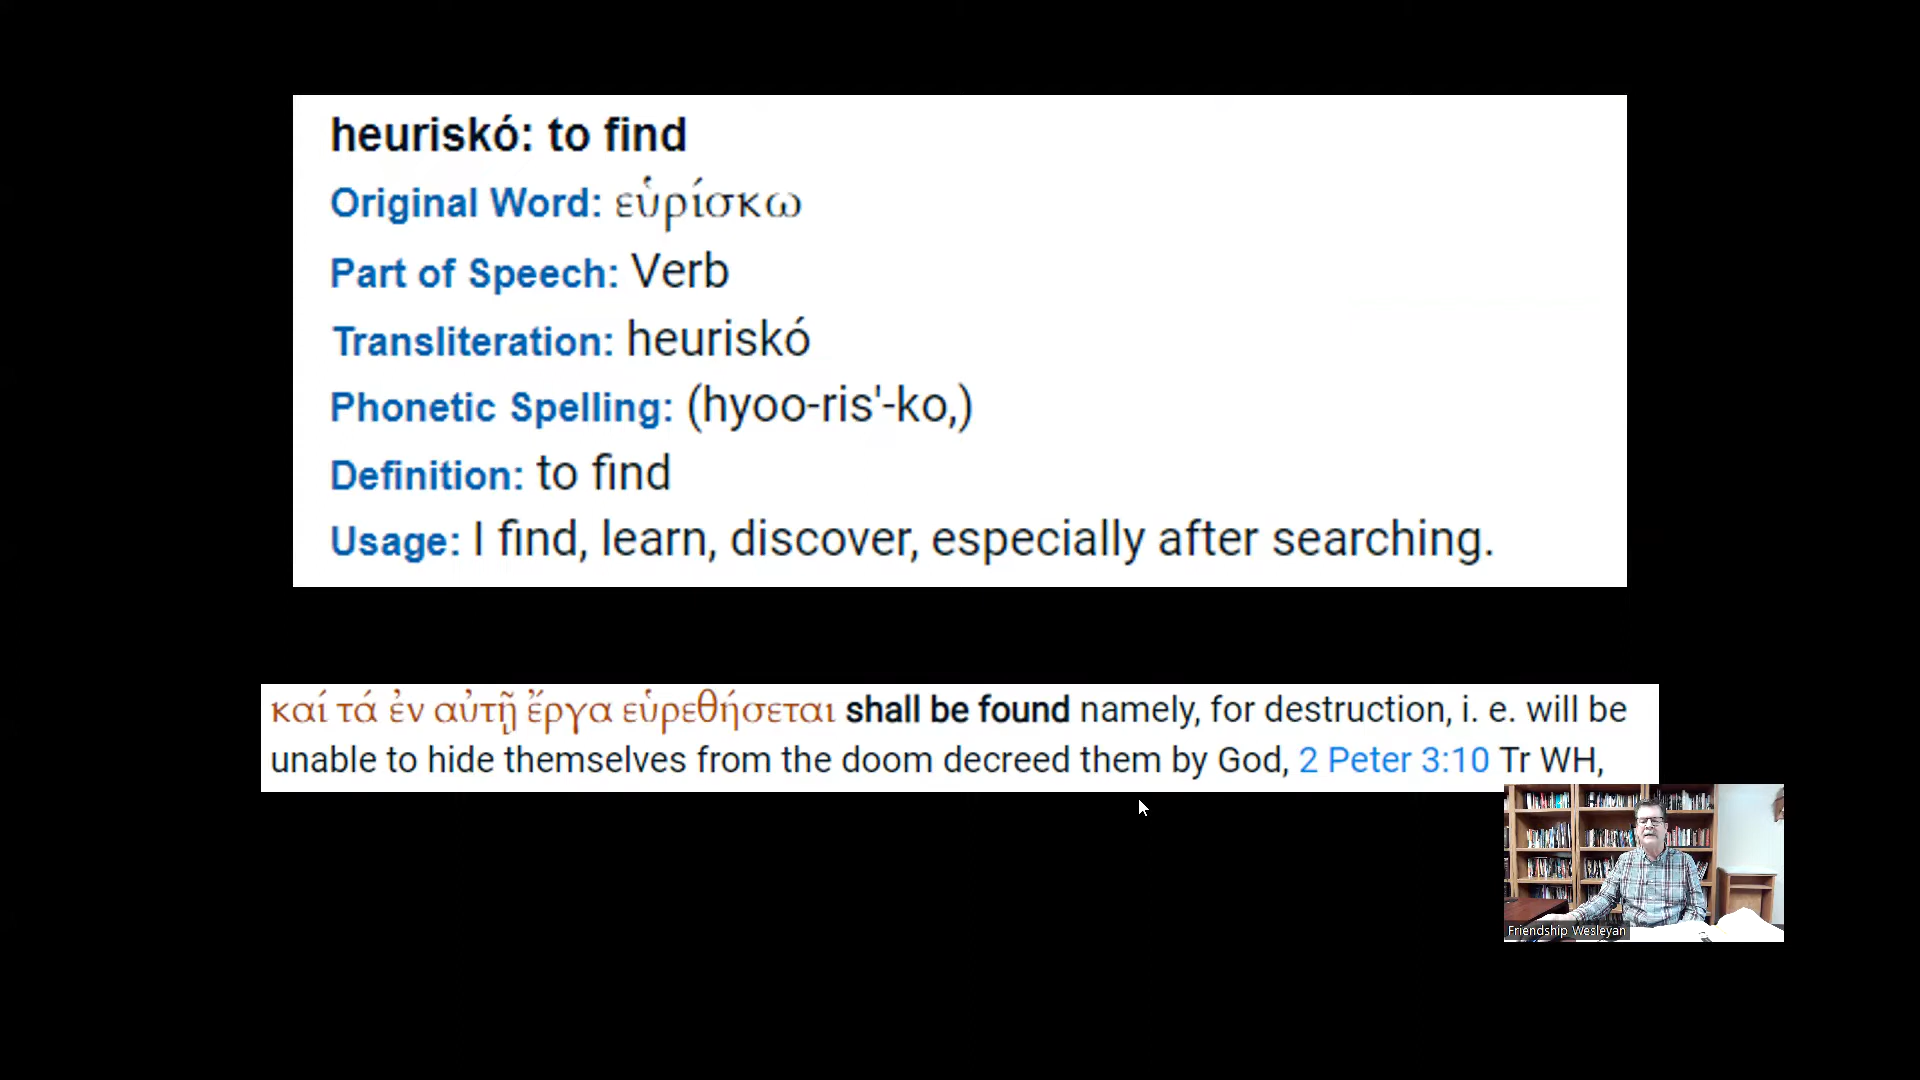 heuriskó: to find
Original Word: εὑρίσκω
Part of Speech: Verb
Transliteration: heuriskó
Phonetic Spelling: (hyoo-ris'-ko,)
Definition: to find
Usage: I find, learn, discover, especially after searching.
καί τά ἐν αὐτῇ ἔργα εὑρεθήσεται shall be found namely, for destruction, i. e. will be
unable to hide themselves from the doom decreed them by God, 2 Peter 3:10 Tr WH,
Friendship Wesleyan